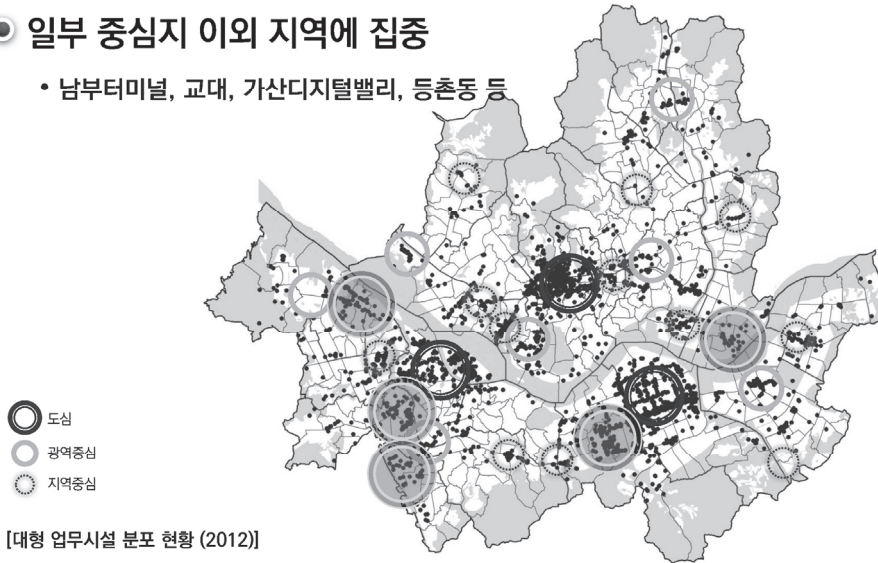 일부 중심지 이외 지역에 집중
• 남부터미널, 교대, 가산디지털밸리, 등촌동 등
도심
광역중심
지역중심
[대형 업무시설 분포 현황 (2012)]